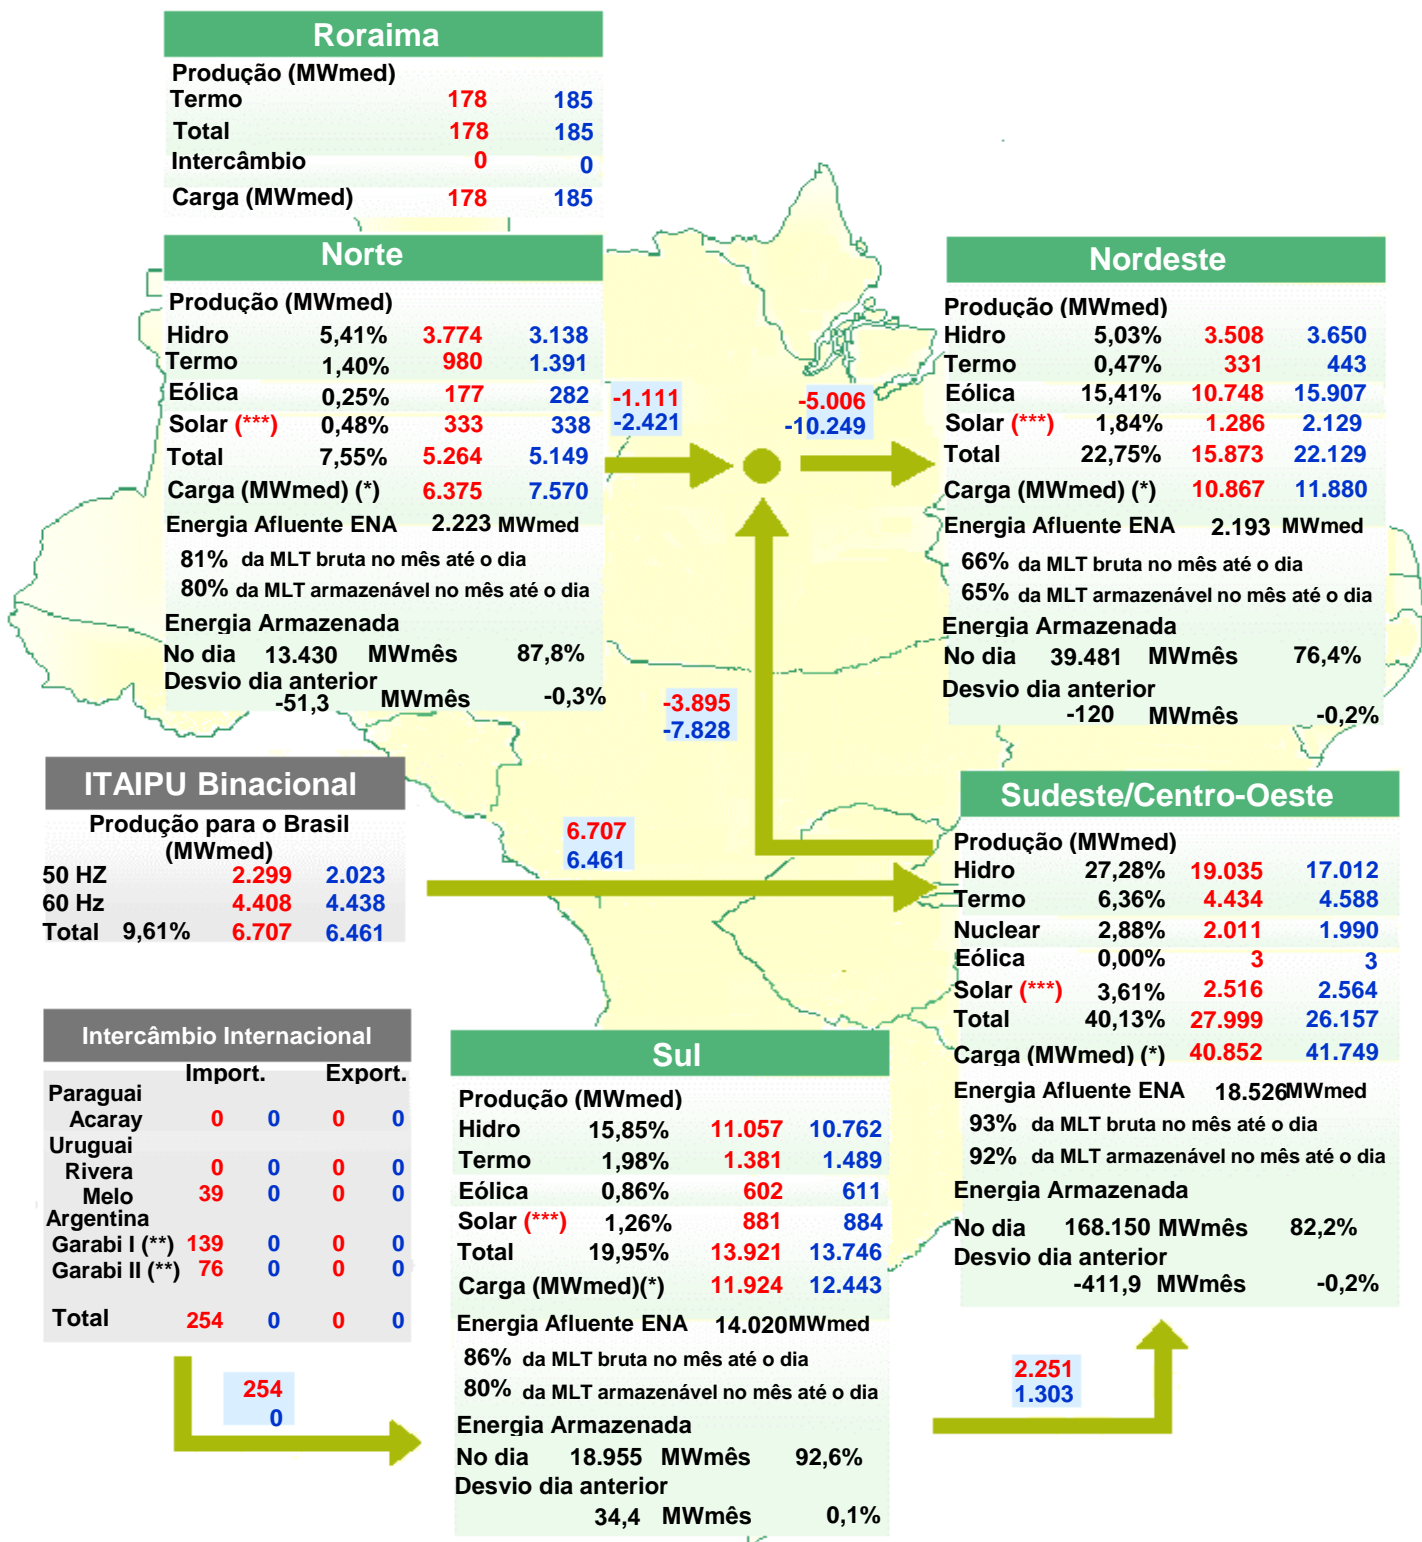 Roraima
Produção (MWmed)
Termo 178 185
Total 178 185
Intercâmbio 0 0
Carga (MWmed) 178 185
Norte
Produção (MWmed)
Hidro 5,41% 3.774 3.138
Termo 1,40% 980 1.391
Eólica 0,25% 177 282
Solar (***) 0,48% 333 338
Total 7,55% 5.264 5.149
Carga (MWmed) (*) 6.375 7.570
Energia Afluente ENA 2.223 MWmed
81% da MLT bruta no mês até o dia
80% da MLT armazenável no mês até o dia
Energia Armazenada
No dia 13.430 MWmês 87,8%
Desvio dia anterior
-51,3 MWmês -0,3%
-1.111
-2.421
-5.006
-10.249
Nordeste
Produção (MWmed)
Hidro 5,03% 3.508 3.650
Termo 0,47% 331 443
Eólica 15,41% 10.748 15.907
Solar (***) 1,84% 1.286 2.129
Total 22,75% 15.873 22.129
Carga (MWmed) (*) 10.867 11.880
Energia Afluente ENA 2.193 MWmed
66% da MLT bruta no mês até o dia
65% da MLT armazenável no mês até o dia
Energia Armazenada
No dia 39.481 MWmês 76,4%
Desvio dia anterior
-120 MWmês -0,2%
-3.895
-7.828
ITAIPU Binacional
Produção para o Brasil
(MWmed)
50 HZ 2.299 2.023
60 Hz 4.408 4.438
Total 9,61% 6.707 6.461
6.707
6.461
Sudeste/Centro-Oeste
Produção (MWmed)
Hidro 27,28% 19.035 17.012
Termo 6,36% 4.434 4.588
Nuclear 2,88% 2.011 1.990
Eólica 0,00% 3 3
Solar (***) 3,61% 2.516 2.564
Total 40,13% 27.999 26.157
Carga (MWmed) (*) 40.852 41.749
Energia Afluente ENA 18.526MWmed
93% da MLT bruta no mês até o dia
92% da MLT armazenável no mês até o dia
Energia Armazenada
No dia 168.150 MWmês 82,2%
Desvio dia anterior
-411,9 MWmês -0,2%
Intercâmbio Internacional
Import. Export.
Paraguai
Acaray 0 0 0 0
Uruguai
Rivera 0 0 0 0
Melo 39 0 0 0
Argentina
Garabi I (**) 139 0 0 0
Garabi II (**) 76 0 0 0
Total 254 0 0 0
254
0
Sul
Produção (MWmed)
Hidro 15,85% 11.057 10.762
Termo 1,98% 1.381 1.489
Eólica 0,86% 602 611
Solar (***) 1,26% 881 884
Total 19,95% 13.921 13.746
Carga (MWmed)(*) 11.924 12.443
Energia Afluente ENA 14.020MWmed
86% da MLT bruta no mês até o dia
80% da MLT armazenável no mês até o dia
Energia Armazenada
No dia 18.955 MWmês 92,6%
Desvio dia anterior
34,4 MWmês 0,1%
2.251
1.303